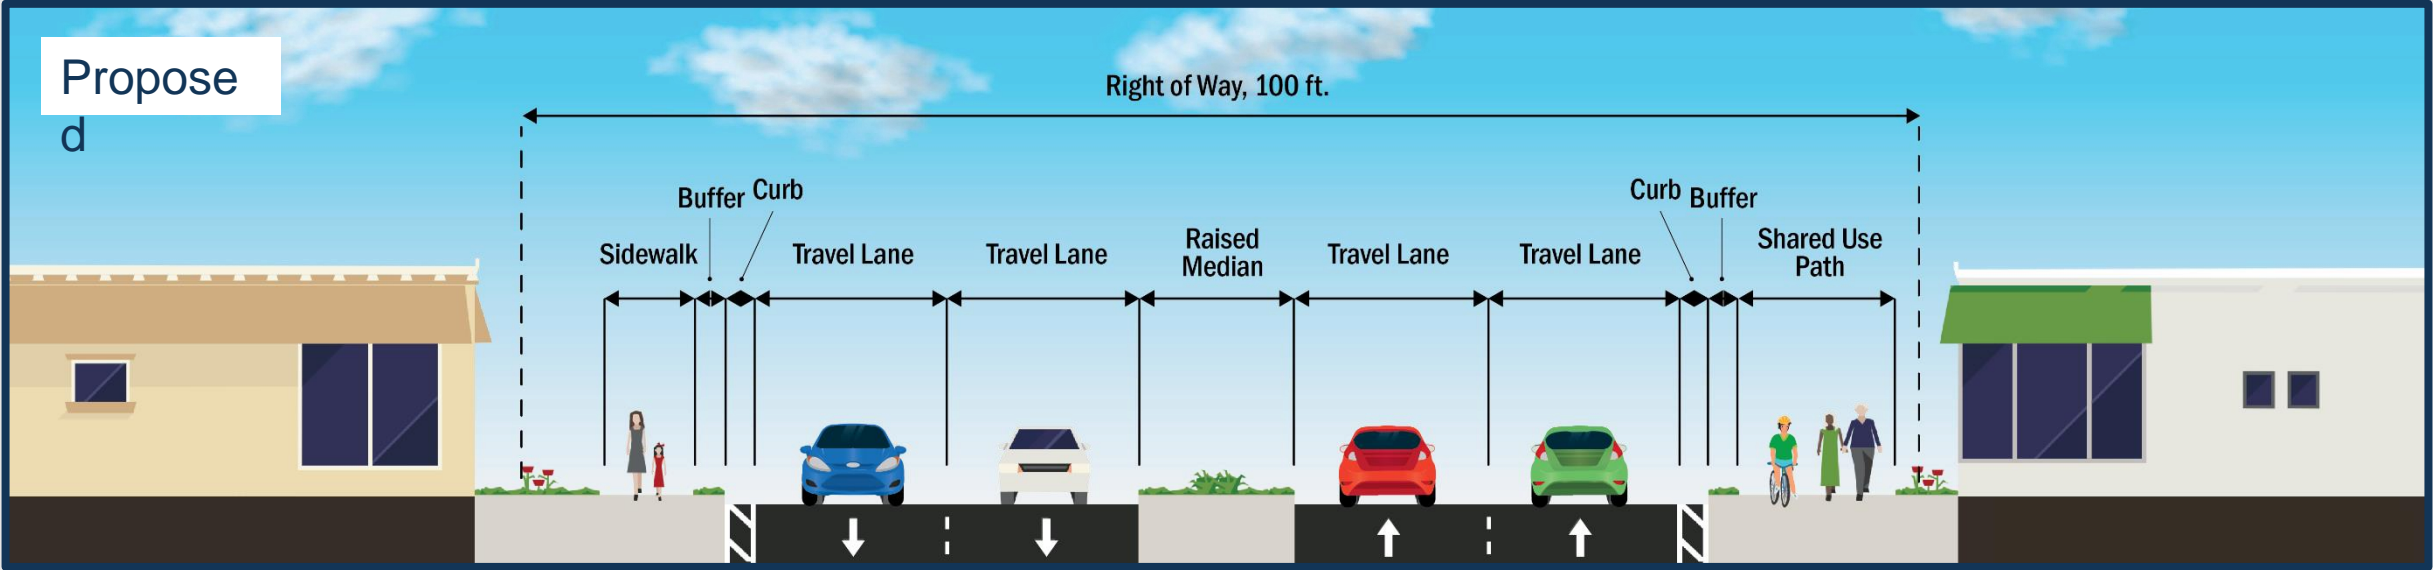 Propose
d
Right of Way, 100 ft.
Buffer
Curb
Curb
Buffer
Sidewalk
Travel Lane
Travel Lane
Raised
Median
Travel Lane
Travel Lane
Shared Use
Path